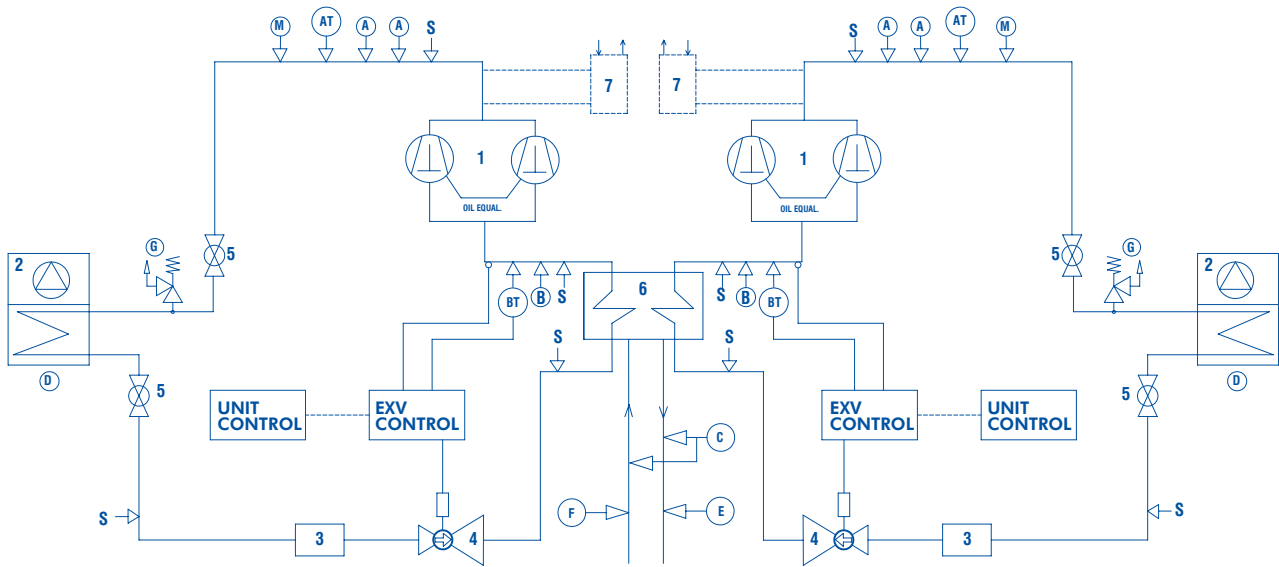 M AT A A S
S A A AT M
7 7
1 1
OIL EQUAL. OIL EQUAL.
G 5 5 G
2 2
6
BT B S
S B BT
S S
D 5 5 D
UNIT CONTROL
EXV CONTROL
EXV CONTROL
UNIT CONTROL
C
S F E S
3 4 4 3